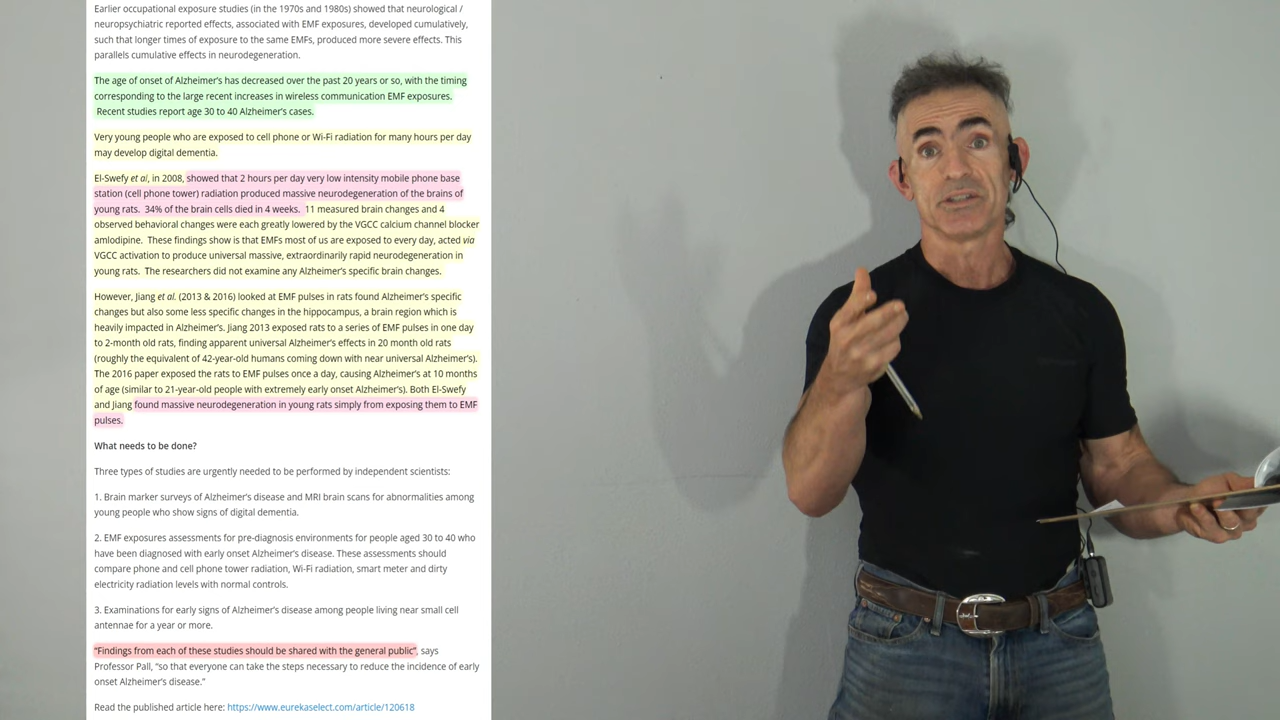 Earlier occupational exposure studies (in the 1970s and 1980s) showed that neurological /
neuropsychiatric reported effects, associated with EMF exposures, developed cumulatively,
such that longer times of exposure to the same EMFs, produced more severe effects. This
parallels cumulative effects in neurodegeneration.
The age of onset of Alzheimer's has decreased over the past 20 years or so, with the timing
corresponding to the large recent increases in wireless communication EMF exposures.
Recent studies report age 30 to 40 Alzheimer's cases.
Very young people who are exposed to cell phone or Wi-Fi radiation for many hours per day
may develop digital dementia.
El-Swefy et al, in 2008, showed that 2 hours per day very low intensity mobile phone base
station (cell phone tower) radiation produced massive neurodegeneration of the brains of
young rats. 34% of the brain cells died in 4 weeks. 11 measured brain changes and 4
observed behavioral changes were each greatly lowered by the VGCC calcium channel blocker
amlodipine. These findings show is that EMFs most of us are exposed to every day, acted via
VGCC activation to produce universal massive, extraordinarily rapid neurodegeneration in
young rats. The researchers did not examine any Alzheimer's specific brain changes.
However, Jiang et al. (2013 & 2016) looked at EMF pulses in rats found Alzheimer's specific
changes but also some less specific changes in the hippocampus, a brain region which is
heavily impacted in Alzheimer's. Jiang 2013 exposed rats to a series of EMF pulses in one day
to 2-month old rats, finding apparent universal Alzheimer's effects in 20 month old rats
(roughly the equivalent of 42-year-old humans coming down with near universal Alzheimer's).
The 2016 paper exposed the rats to EMF pulses once a day, causing Alzheimer's at 10 months
of age (similar to 21-year-old people with extremely early onset Alzheimer's). Both El-Swefy
and Jiang found massive neurodegeneration in young rats simply from exposing them to EMF
pulses.
What needs to be done?
Three types of studies are urgently needed to be performed by independent scientists:
1. Brain marker surveys of Alzheimer's disease and MRI brain scans for abnormalities among
young people who show signs of digital dementia.
2. EMF exposures assessments for pre-diagnosis environments for people aged 30 to 40 who
have been diagnosed with early onset Alzheimer's disease. These assessments should
compare phone and cell phone tower radiation, Wi-Fi radiation, smart meter and dirty
electricity radiation levels with normal controls.
3. Examinations for early signs of Alzheimer's disease among people living near small cell
antennae for a year or more.
"Findings from each of these studies should be shared with the general public", says
Professor Pall, "so that everyone can take the steps necessary to reduce the incidence of early
onset Alzheimer's disease."
Read the published article here: https://www.eurekaselect.com/article/120618